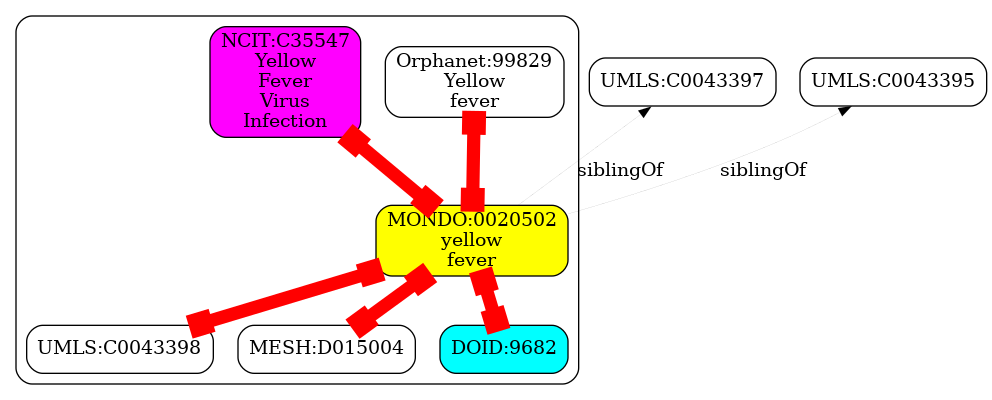 NCIT:C35547
Yellow
Fever
Virus
Infection
Orphanet:99829
Yellow
fever
UMLS:C0043397
UMLS:C0043395
siblingOf
siblingOf
MONDO:0020502
yellow
fever
UMLS:C0043398
MESH:D015004
DOID:9682